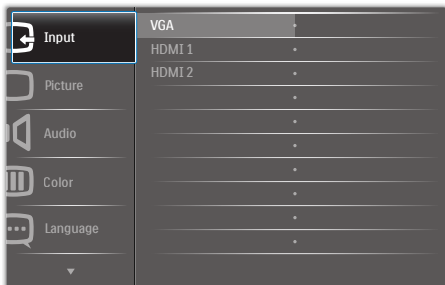 Input
Picture
Audio
Color
Language
VGA
HDMI 1
HDMI 2